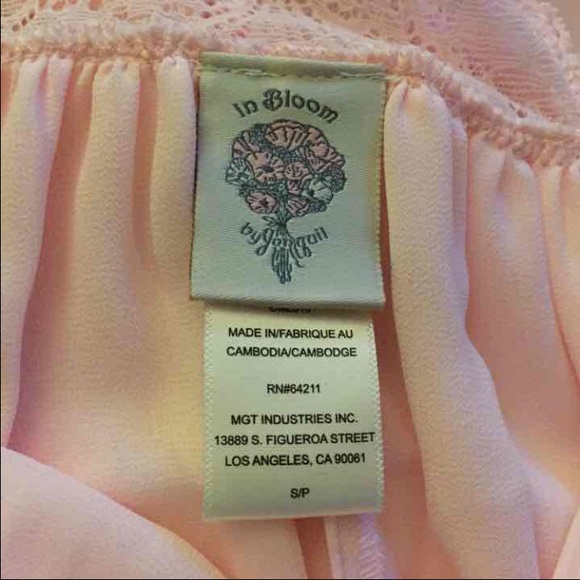 In Bloom
by Jonquil
MADE IN/FABRIQUE AU
CAMBODIA/CAMBODGE
RN#64211
MGT INDUSTRIES INC.
13889 S. FIGUEROA STREET
LOS ANGELES, CA 90061
S/P